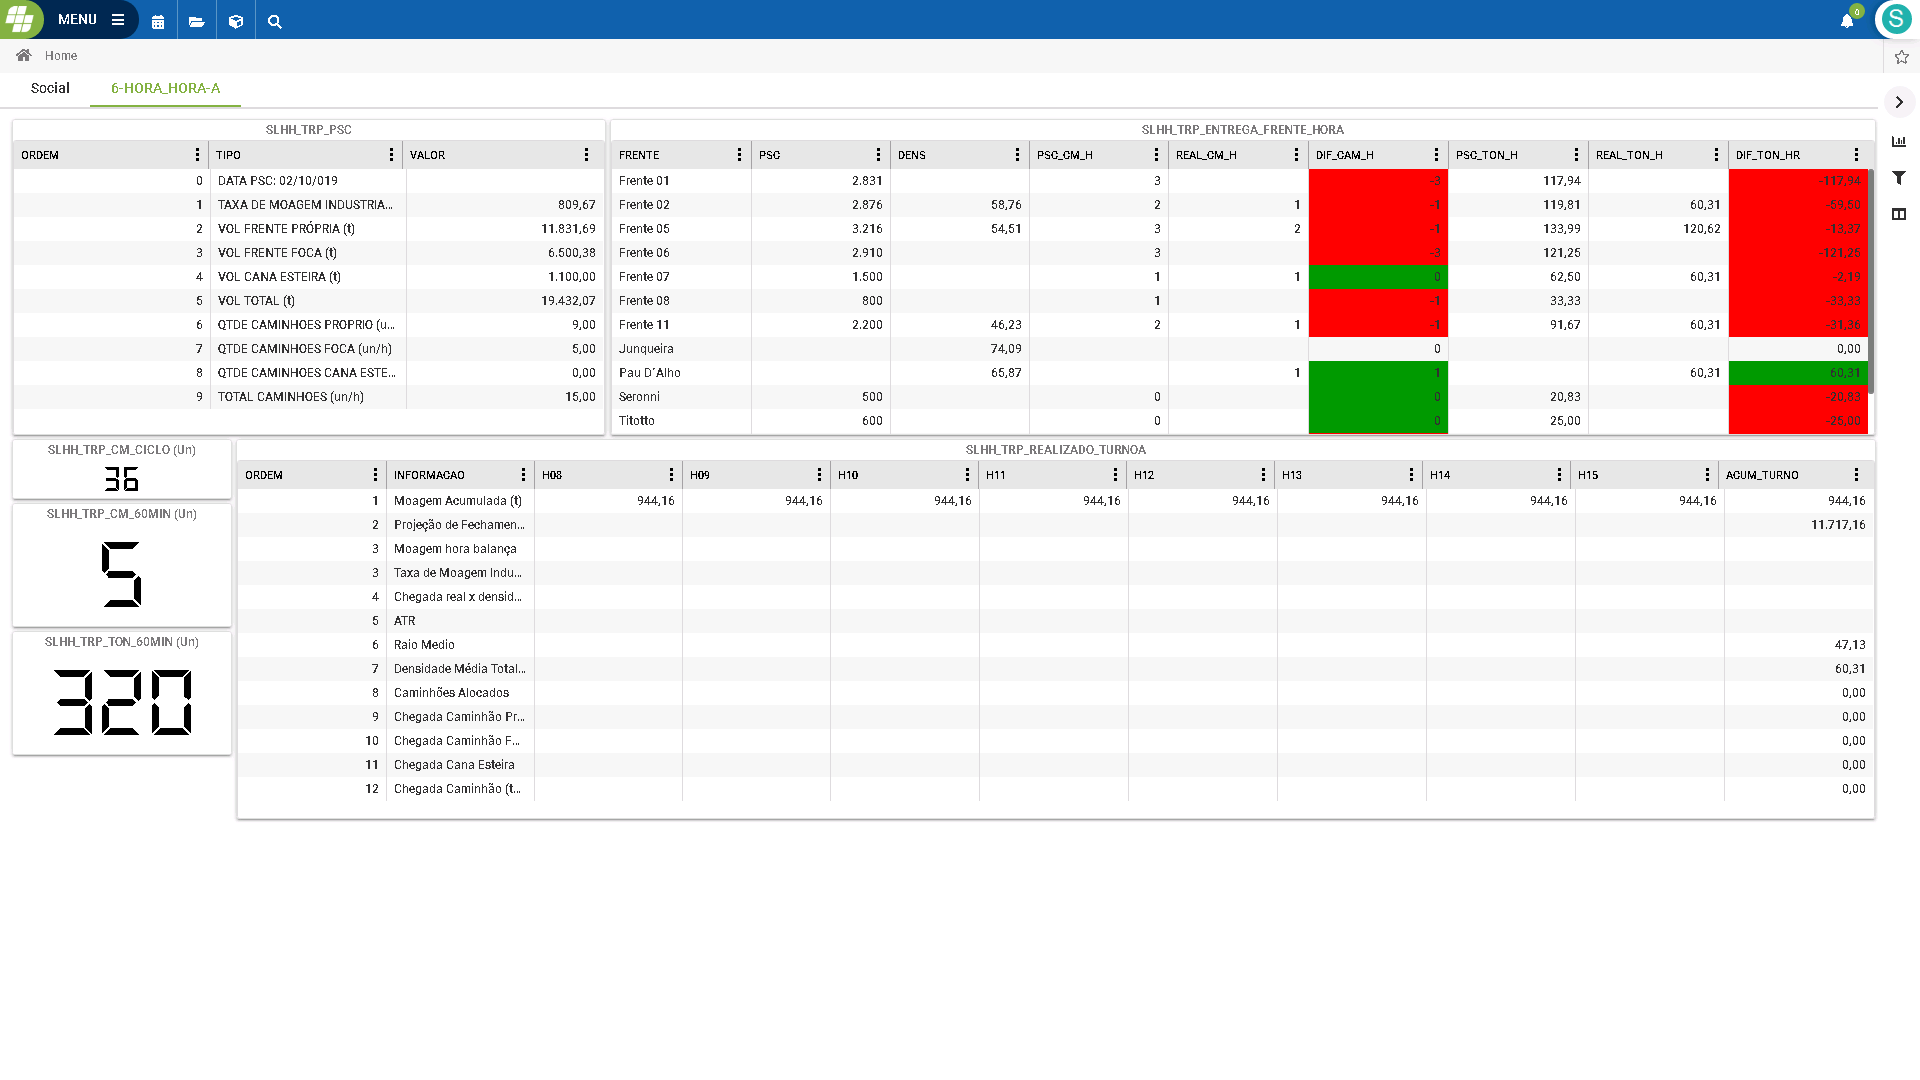 MENU
0
S
Home
Social 6-HORA_HORA-A
SLHH_TRP_PSC
ORDEM TIPO VALOR
0 DATA PSC: 02/10/019
1 TAXA DE MOAGEM INDUSTRIA... 809,67
2 VOL FRENTE PRÓPRIA (t) 11.831,69
3 VOL FRENTE FOCA (t) 6.500,38
4 VOL CANA ESTEIRA (t) 1.100,00
5 VOL TOTAL (t) 19.432,07
6 QTDE CAMINHOES PROPRIO (u... 9,00
7 QTDE CAMINHOES FOCA (un/h) 5,00
8 QTDE CAMINHOES CANA ESTE... 0,00
9 TOTAL CAMINHOES (un/h) 15,00
SLHH_TRP_ENTREGA_FRENTE_HORA
FRENTE PSC DENS PSC_CM_H REAL_CM_H DIF_CAM_H PSC_TON_H REAL_TON_H DIF_TON_HR
Frente 01 2.831 3 -3 117,94 -117,94
Frente 02 2.876 58,76 2 1 -1 119,81 60,31 -59,50
Frente 05 3.216 54,51 3 2 -1 133,99 120,62 -13,37
Frente 06 2.910 3 -3 121,25 -121,25
Frente 07 1.500 1 1 0 62,50 60,31 -2,19
Frente 08 800 1 -1 33,33 -33,33
Frente 11 2.200 46,23 2 1 -1 91,67 60,31 -31,36
Junqueira 74,09 0 0,00
Pau D´Alho 65,87 1 1 60,31 60,31
Seronni 500 0 0 20,83 -20,83
Titotto 600 0 0 25,00 -25,00
SLHH_TRP_CM_CICLO (Un)
36
SLHH_TRP_CM_60MIN (Un)
5
SLHH_TRP_TON_60MIN (Un)
320
SLHH_TRP_REALIZADO_TURNOA
ORDEM INFORMACAO H08 H09 H10 H11 H12 H13 H14 H15 ACUM_TURNO
1 Moagem Acumulada (t) 944,16 944,16 944,16 944,16 944,16 944,16 944,16 944,16 944,16
2 Projeção de Fechamen... 11.717,16
3 Moagem hora balança
3 Taxa de Moagem Indu...
4 Chegada real x densid...
5 ATR
6 Raio Medio 47,13
7 Densidade Média Total... 60,31
8 Caminhões Alocados 0,00
9 Chegada Caminhão Pr... 0,00
10 Chegada Caminhão F... 0,00
11 Chegada Cana Esteira 0,00
12 Chegada Caminhão (t... 0,00